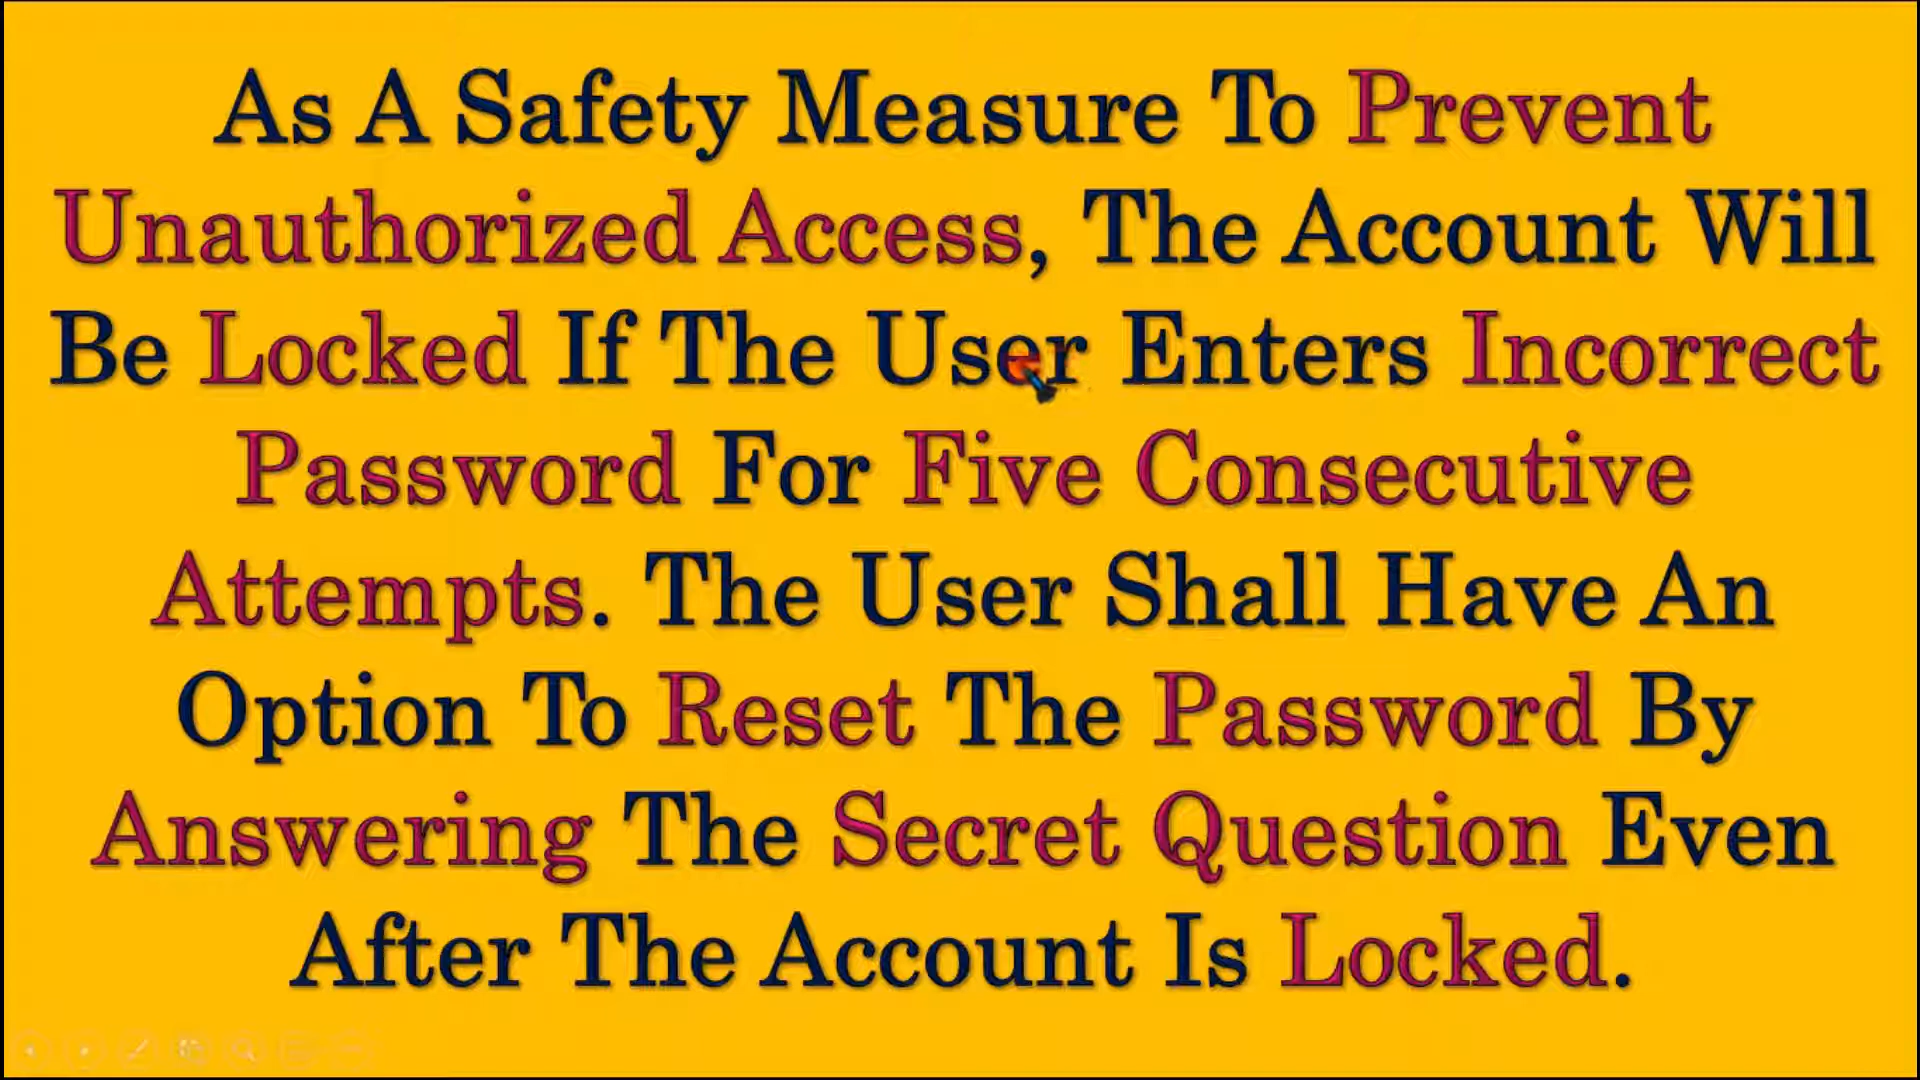 As A Safety Measure To Prevent
Unauthorized Access, The Account Will
Be Locked If The User Enters Incorrect
Password For Five Consecutive
Attempts. The User Shall Have An
Option To Reset The Password By
Answering The Secret Question Even
After The Account Is Locked.